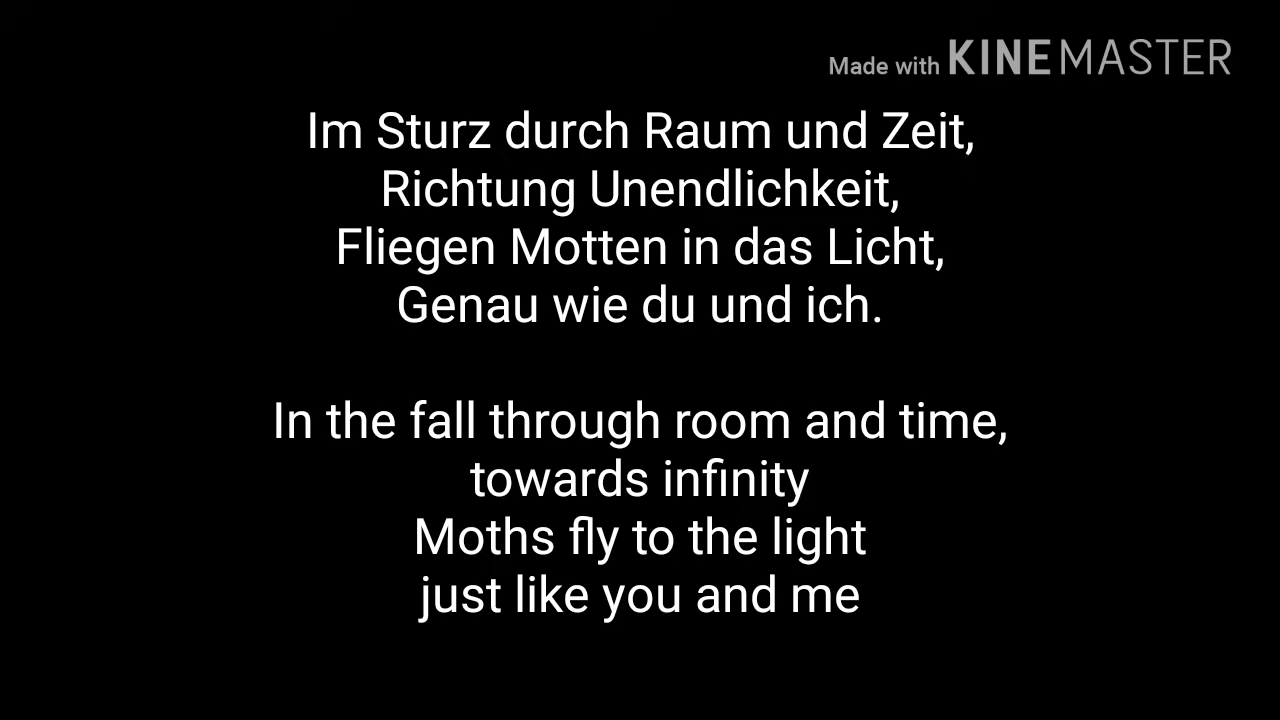 Made with KINEMASTER
Im Sturz durch Raum und Zeit,
Richtung Unendlichkeit,
Fliegen Motten in das Licht,
Genau wie du und ich.
In the fall through room and time,
towards infinity
Moths fly to the light
just like you and me